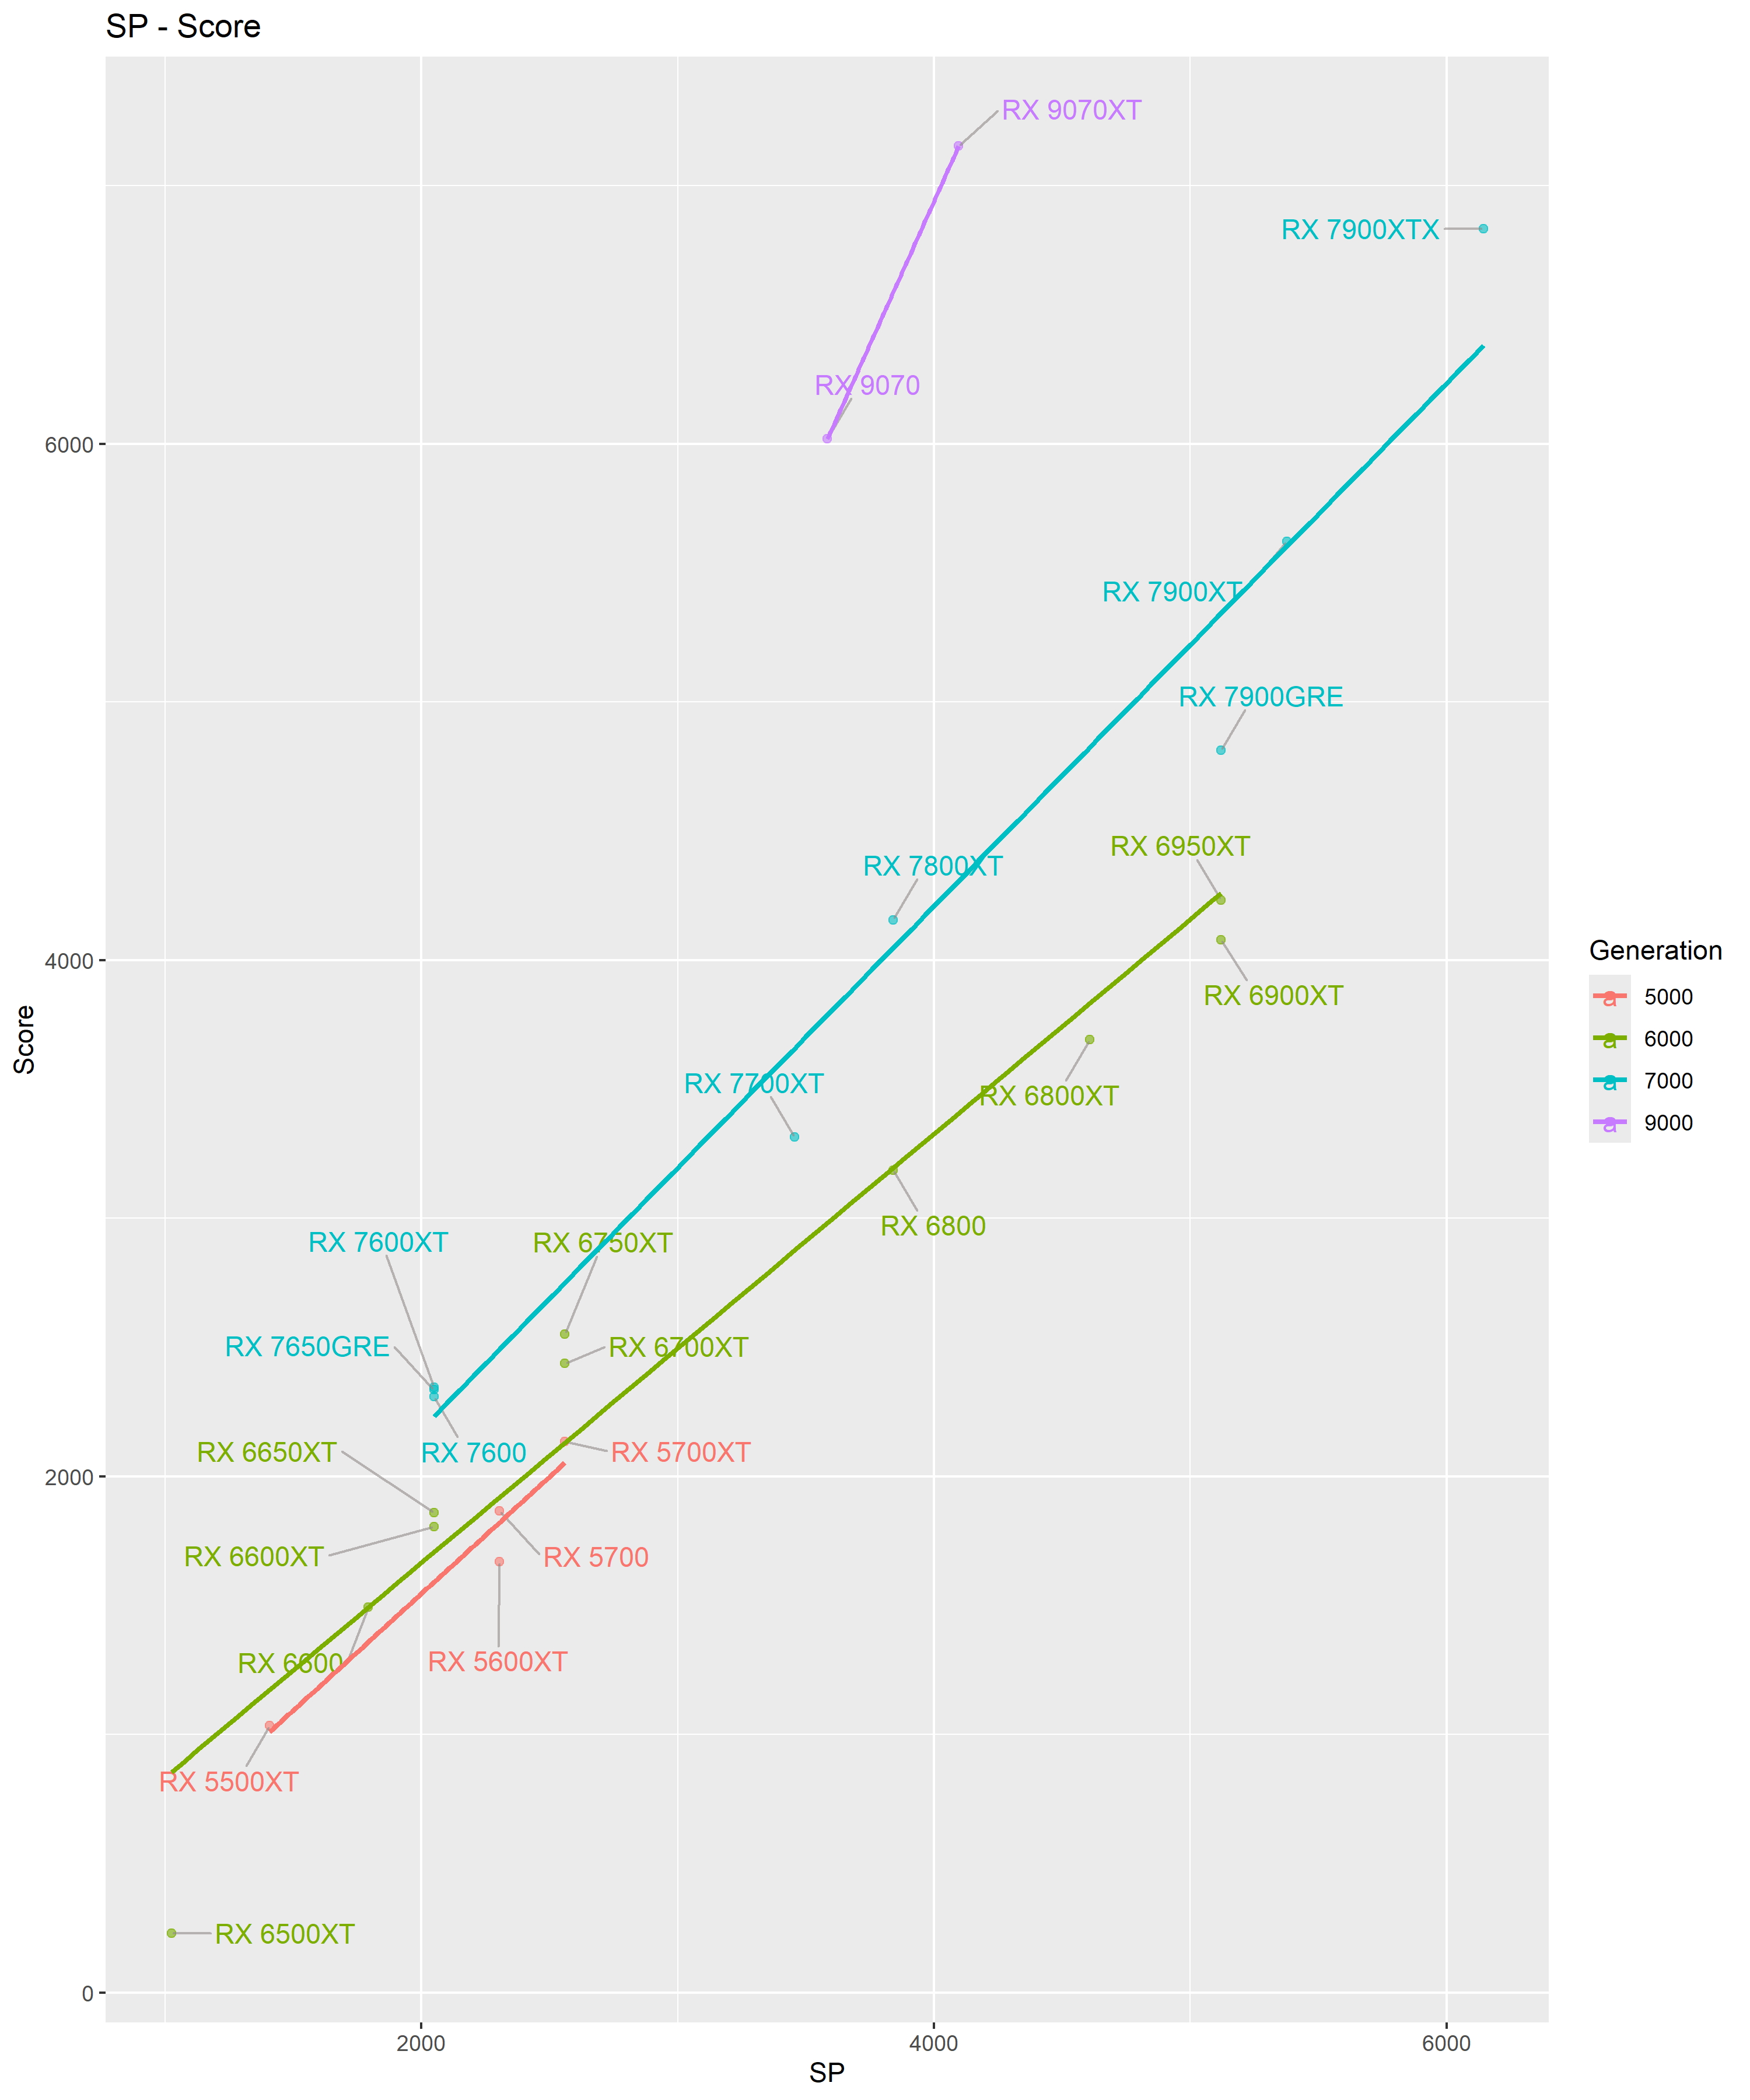 SP - Score
RX 9070XT
RX 7900XTX
RX 9070
6000
RX 7900XT
RX 7900GRE
RX 6950XT
RX 7800XT
Generation
4000
RX 6900XT
a 5000
a 6000
Score
a 7000
RX 7700XT
RX 6800XT
a 9000
RX 6800
RX 7600XT
RX 6750XT
RX 7650GRE
RX 6700XT
RX 6650XT
RX 7600
RX 5700XT
2000
RX 6600XT
RX 5700
RX 6600
RX 5600XT
RX 5500XT
RX 6500XT
0
2000
4000
6000
SP